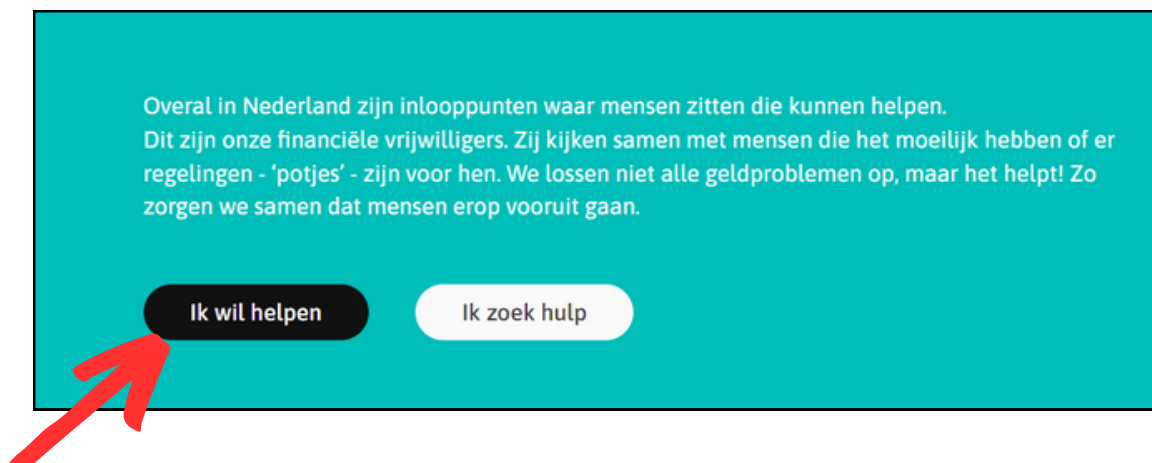 Overal in Nederland zijn inlooppunten waar mensen zitten die kunnen helpen.
Dit zijn onze financiële vrijwilligers. Zij kijken samen met mensen die het moeilijk hebben of er
regelingen - ‘potjes’ - zijn voor hen. We lossen niet alle geldproblemen op, maar het helpt! Zo
zorgen we samen dat mensen erop vooruit gaan.
Ik wil helpen
Ik zoek hulp